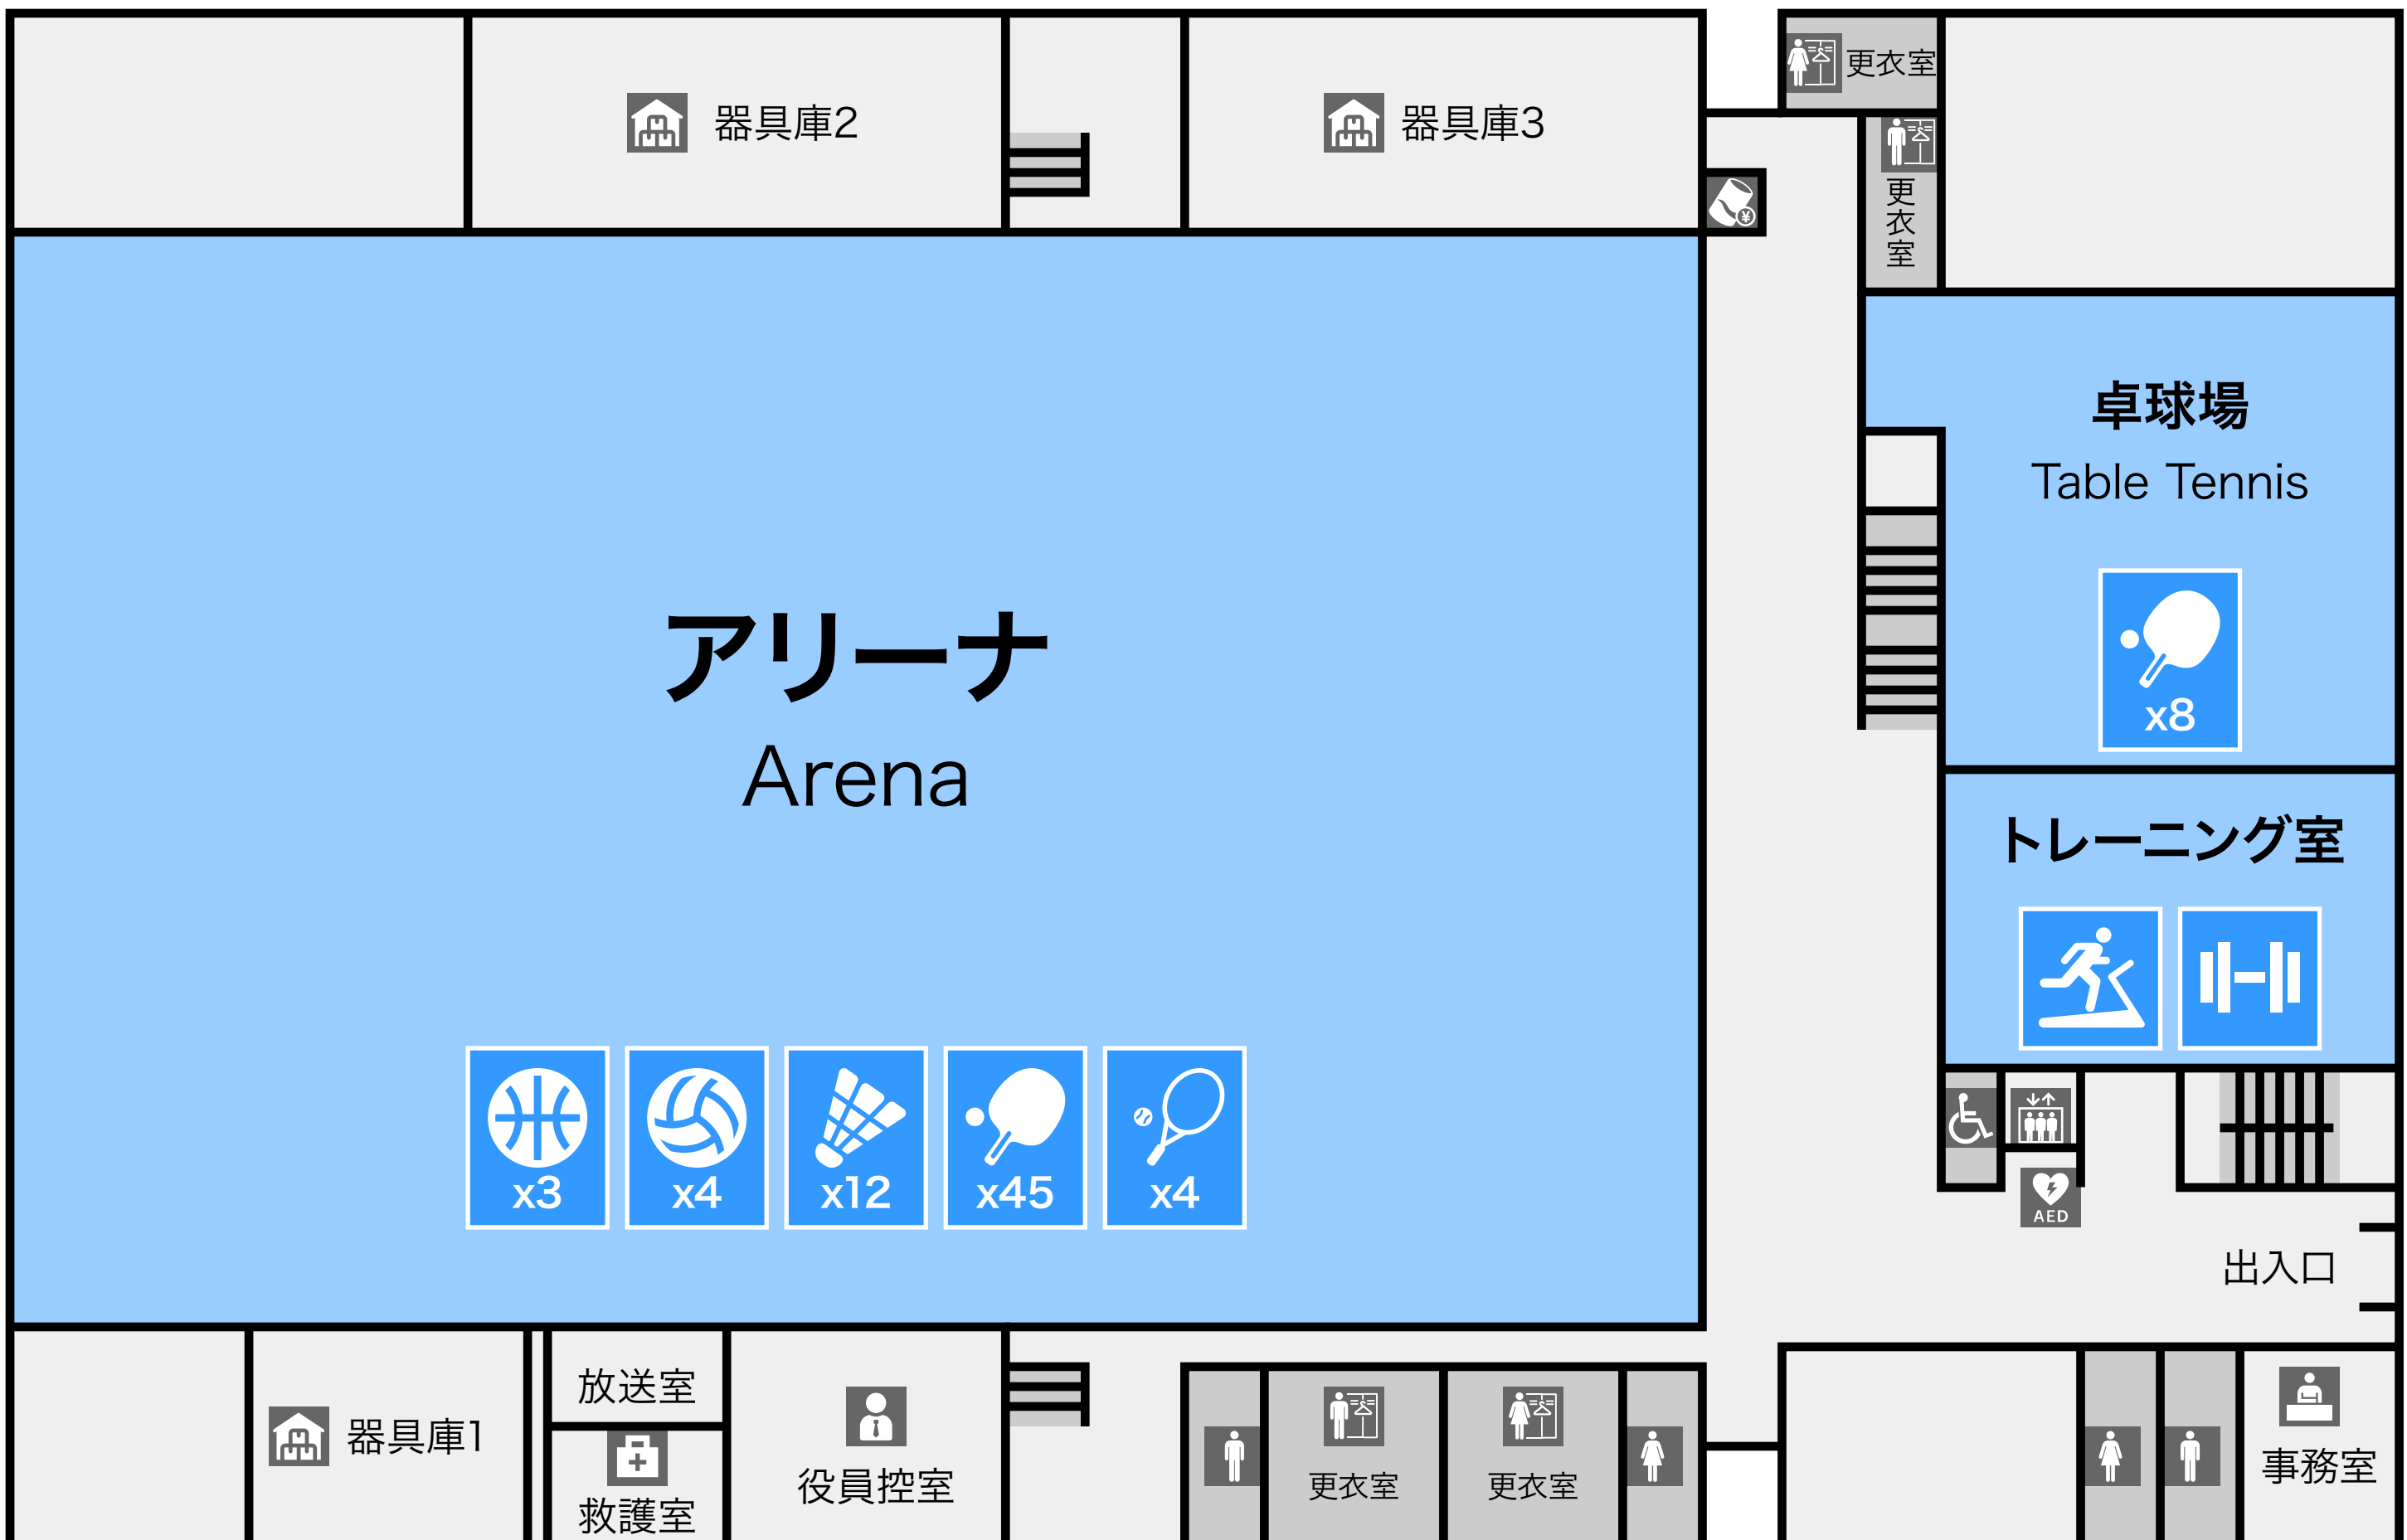 更衣室
器具庫2
器具庫3
¥
更衣室
卓球場
Table Tennis
x8
アリーナ
Arena
トレーニング室
x3
x4
x12
x45
x4
AED
出入口
器具庫1
放送室
救護室
役員控室
更衣室
更衣室
事務室